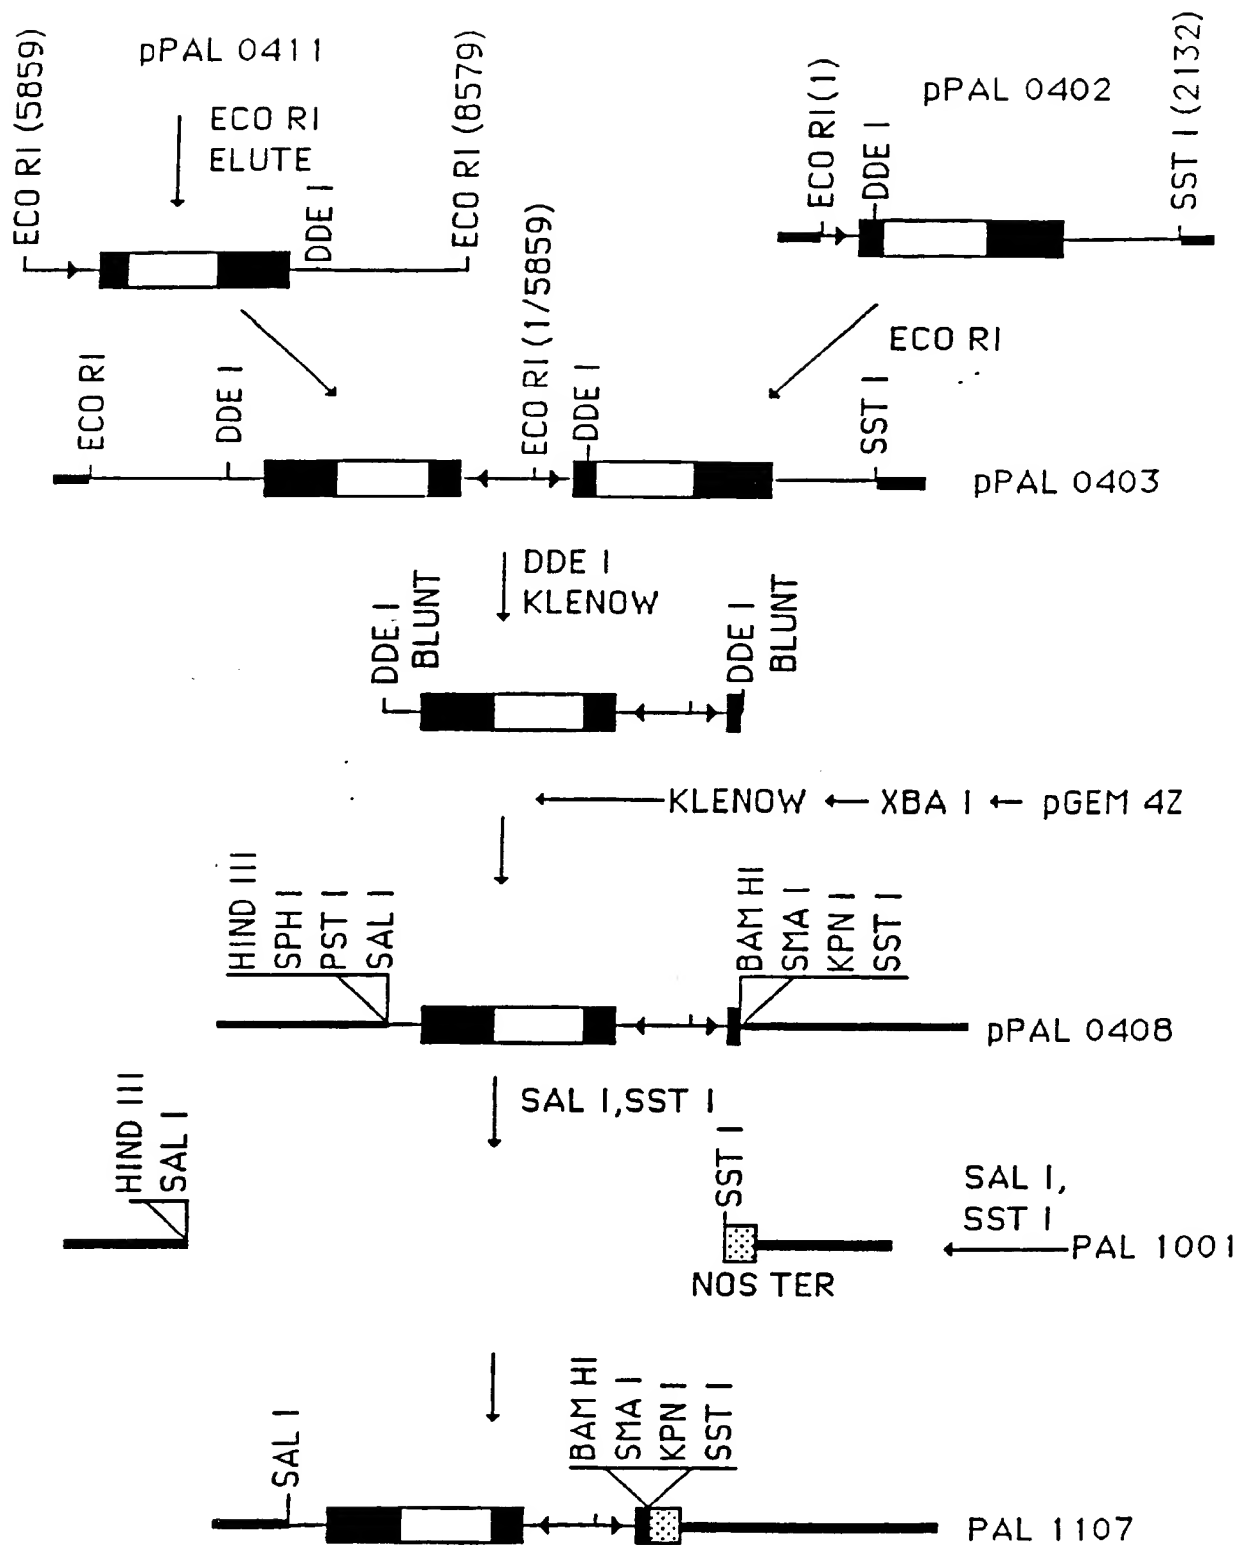 pPAL 0411
ECO RI (5859)
ECO RI
ELUTE
DDE I
ECO RI (8579)
pPAL 0402
ECO RI (1)
DDE I
SST I (2132)
ECO RI
ECO RI
DDE I
ECO RI (1/5859)
DDE I
SST I
pPAL 0403
DDE I
KLENOW
DDE I
BLUNT
DDE I
BLUNT
KLENOW
XBA I
pGEM 4Z
HIND III
SPH I
PST I
SAL I
BAM HI
SMA I
KPN I
SST I
pPAL 0408
SAL I,SST I
HIND III
SAL I
SST I
NOS TER
SAL I,
SST I
PAL 1001
SAL I
BAM HI
SMA I
KPN I
SST I
PAL 1107